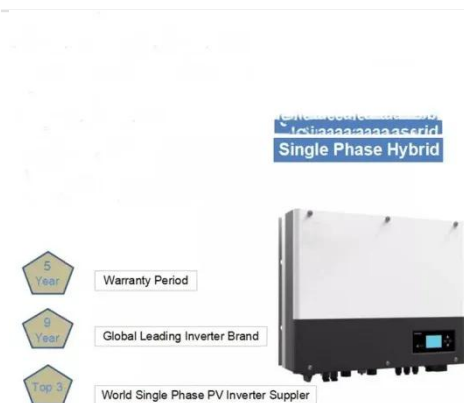 Single Phase Hybrid
5
Year
Warranty Period
9
Year
Global Leading Inverter Brand
Top 3
World Single Phase PV Inverter Suppler